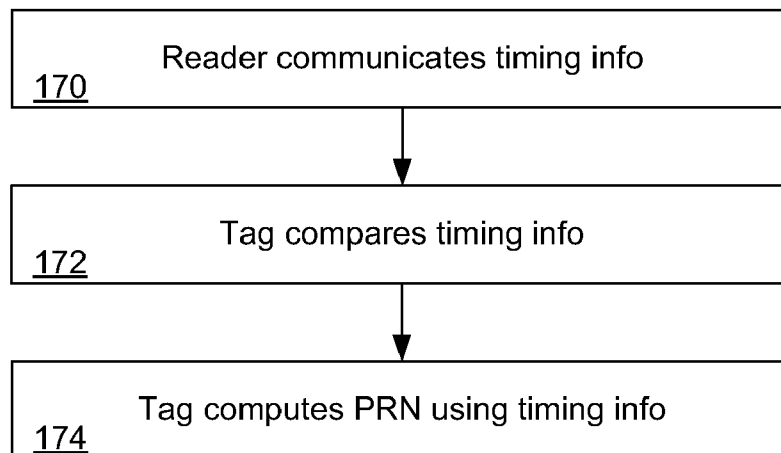 Reader communicates timing info
170
Tag compares timing info
172
Tag computes PRN using timing info
174